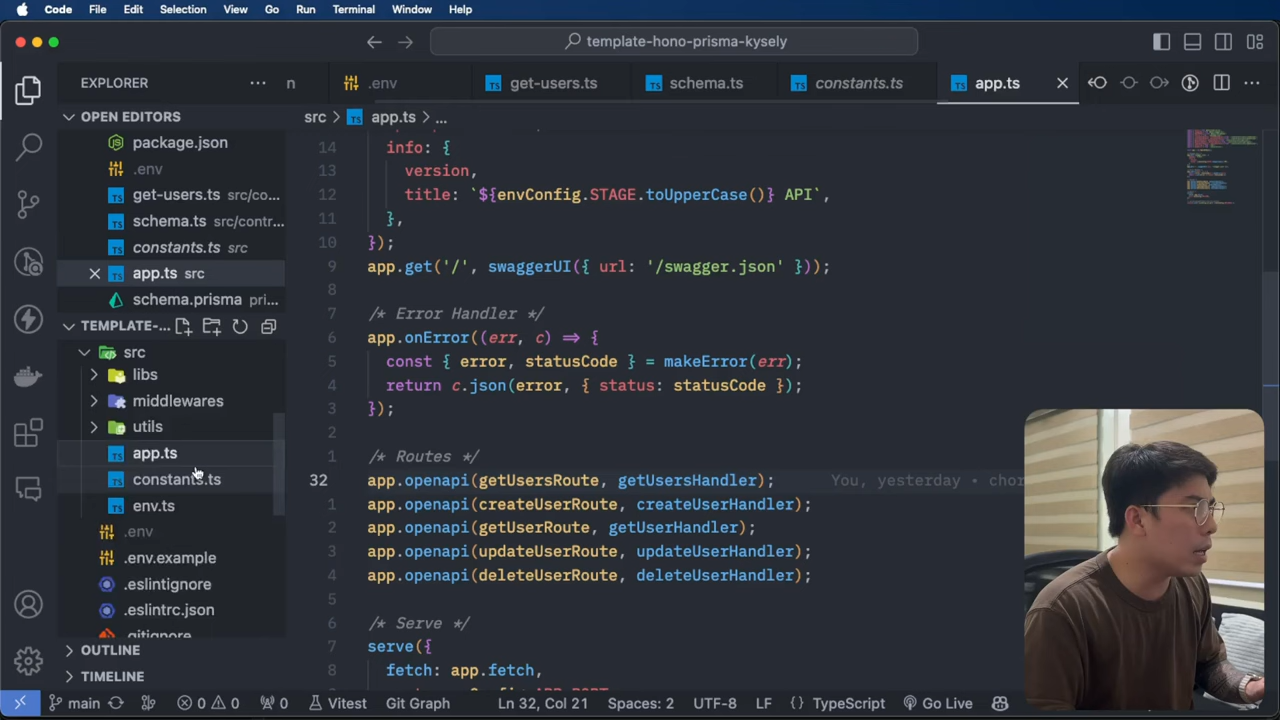 Code File Edit Selection View Go Run Terminal Window Help
template-hono-prisma-kysely
EXPLORER
n .env get-users.ts schema.ts constants.ts app.ts
OPEN EDITORS
package.json
.env
get-users.ts src/co...
schema.ts src/contr...
constants.ts src
app.ts src
schema.prisma pri...
TEMPLATE-...
src
libs
middlewares
utils
app.ts
constants.ts
env.ts
.env
.env.example
.eslintignore
.eslintrc.json
.gitignore
OUTLINE
TIMELINE
src > app.ts > ...
14 info: {
13 version,
12 title: `${envConfig.STAGE.toUpperCase()} API`,
11 },
10 });
9 app.get('/', swaggerUI({ url: '/swagger.json' }));
8
7 /* Error Handler */
6 app.onError((err, c) => {
5 const { error, statusCode } = makeError(err);
4 return c.json(error, { status: statusCode });
3 });
2
1 /* Routes */
32 app.openapi(getUsersRoute, getUsersHandler); You, yesterday • chor
1 app.openapi(createUserRoute, createUserHandler);
2 app.openapi(getUserRoute, getUserHandler);
3 app.openapi(updateUserRoute, updateUserHandler);
4 app.openapi(deleteUserRoute, deleteUserHandler);
5
6 /* Serve */
7 serve({
8 fetch: app.fetch,
main 0 0 0 Vitest Git Graph Ln 32, Col 21 Spaces: 2 UTF-8 LF {} TypeScript Go Live